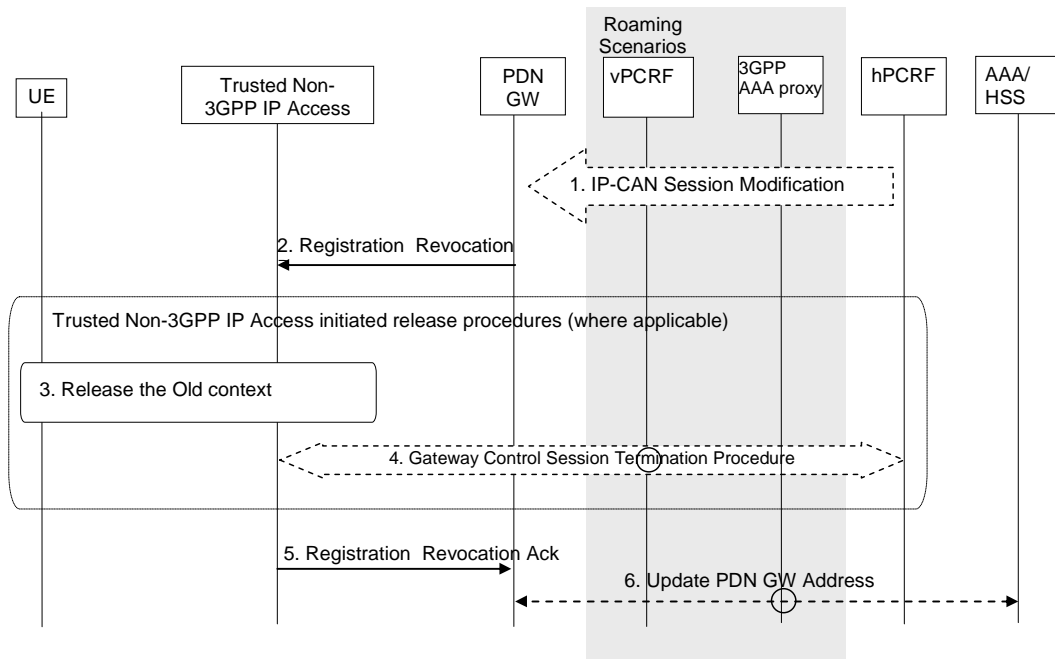 Roaming
Scenarios
UE
Trusted Non-
3GPP IP Access
PDN
GW
vPCRF
3GPP
AAA proxy
hPCRF
AAA/
HSS
1. IP-CAN Session Modification
2. Registration Revocation
Trusted Non-3GPP IP Access initiated release procedures (where applicable)
3. Release the Old context
4. Gateway Control Session Termination Procedure
5. Registration Revocation Ack
6. Update PDN GW Address